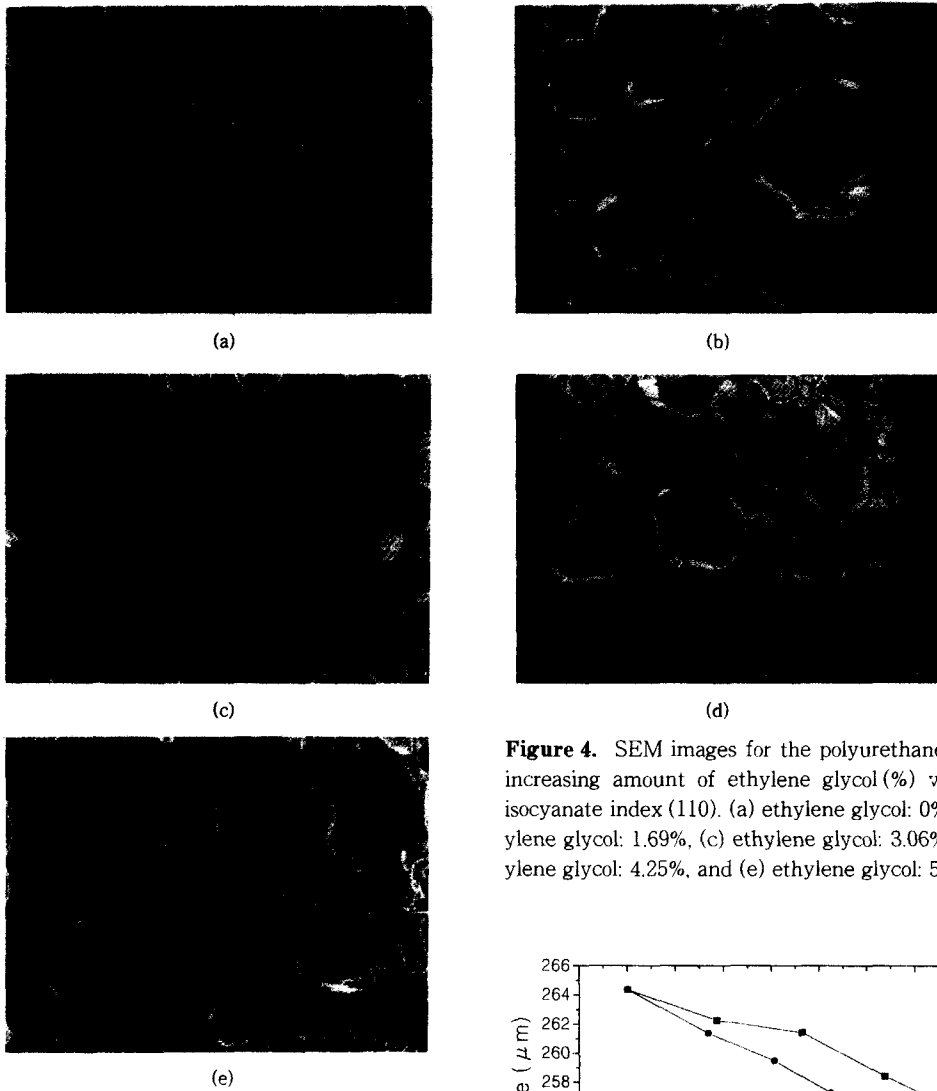 (a)
(b)
(c)
(d)
(e)
Figure 4. SEM images for the polyurethane
increasing amount of ethylene glycol(%) v
isocyanate index (110). (a) ethylene glycol: 0%
ylene glycol: 1.69%, (c) ethylene glycol: 3.06%
ylene glycol: 4.25%, and (e) ethylene glycol: 5
266
264
262
260
258
e (μm)